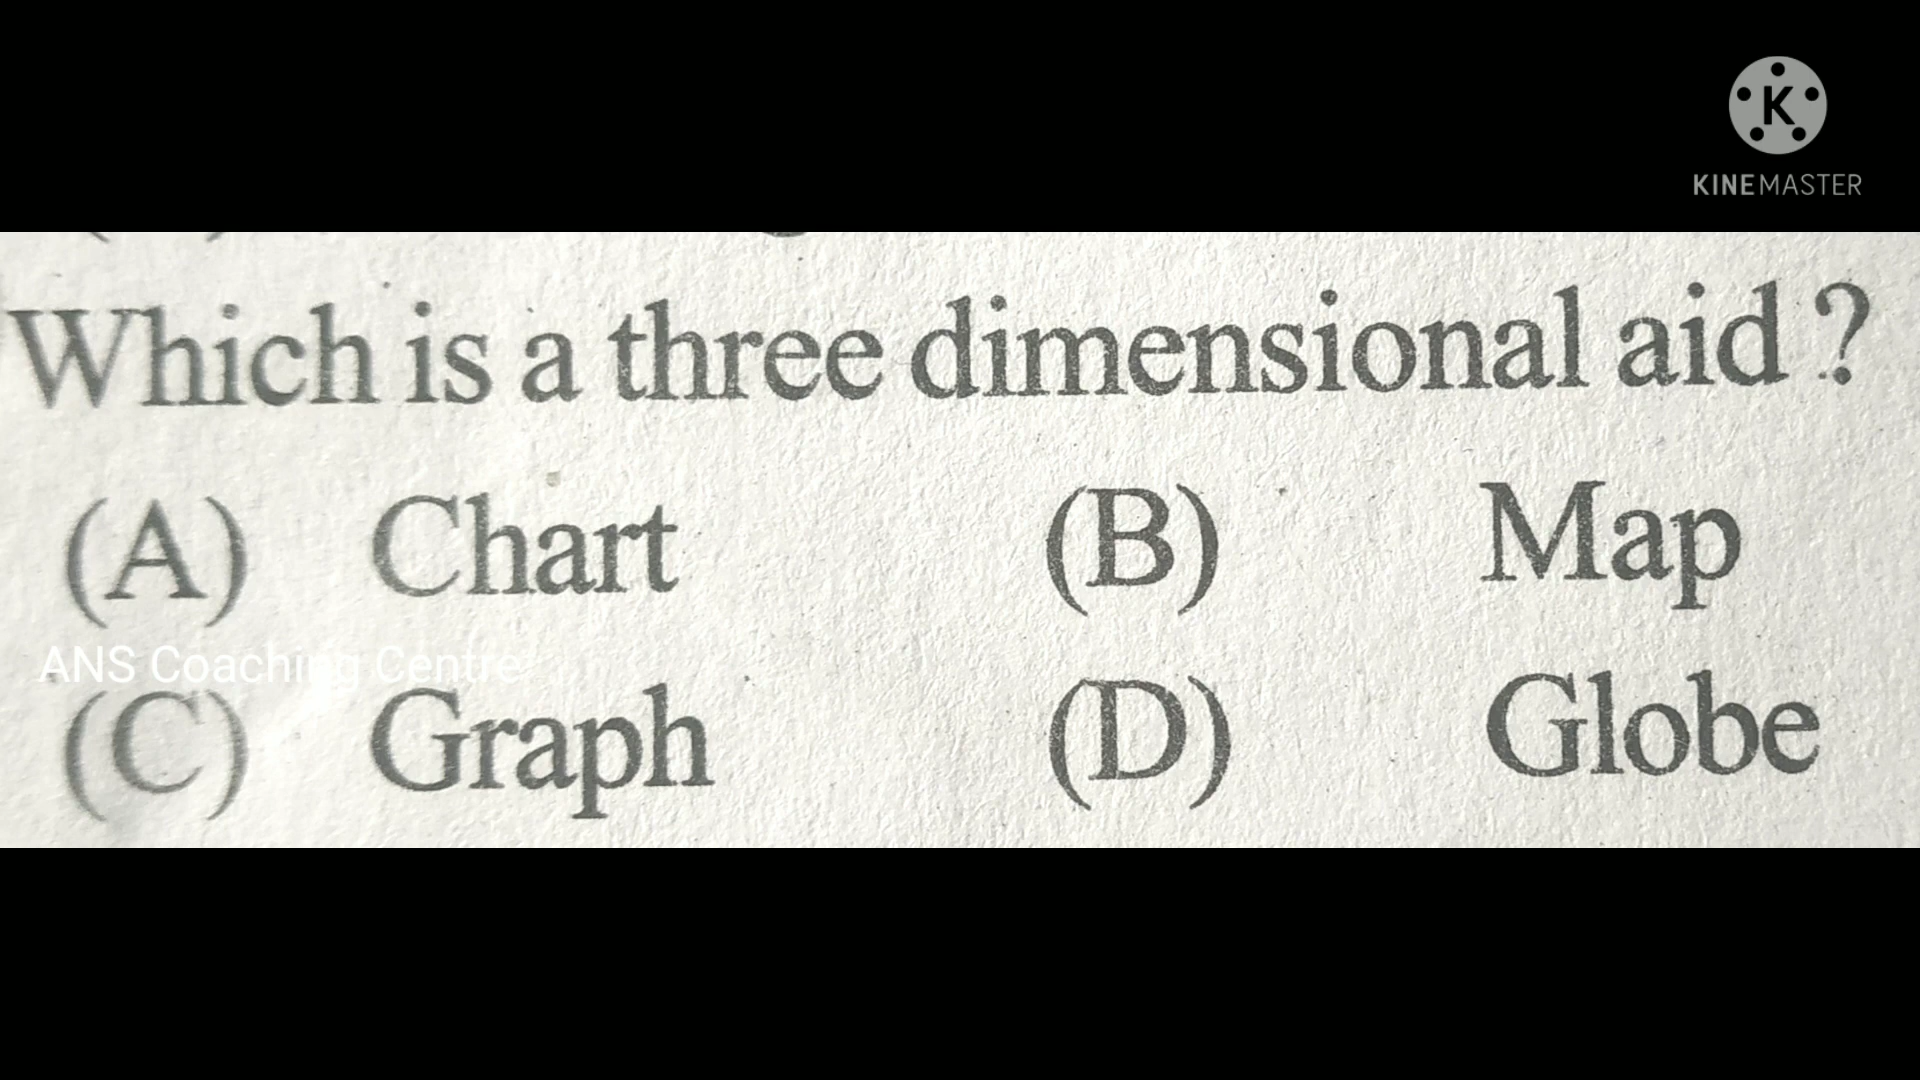 K
KINEMASTER
Which is a three dimensional aid ?
(A) Chart (B) Map
ANS Coaching Centre
(C) Graph (D) Globe